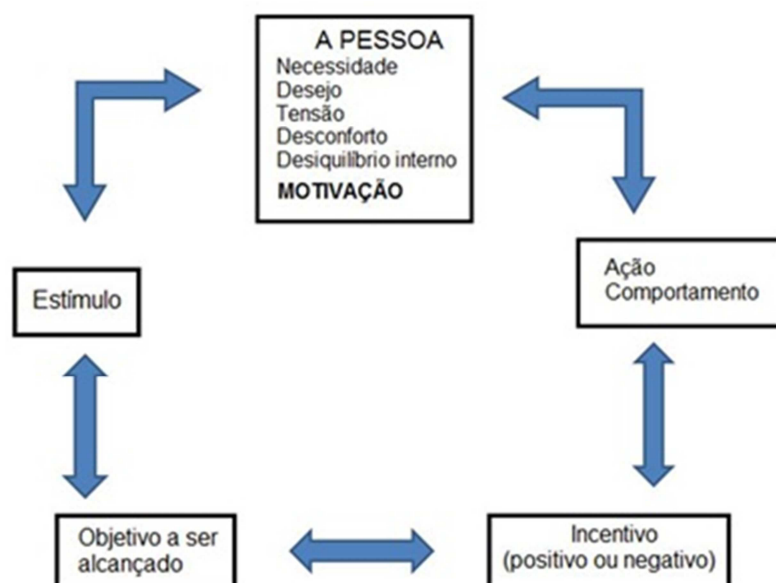 A PESSOA
Necessidade
Desejo
Tensão
Desconforto
Desiquilíbrio interno
MOTIVAÇÃO
Estímulo
Ação
Comportamento
Objetivo a ser
alcançado
Incentivo
(positivo ou negativo)